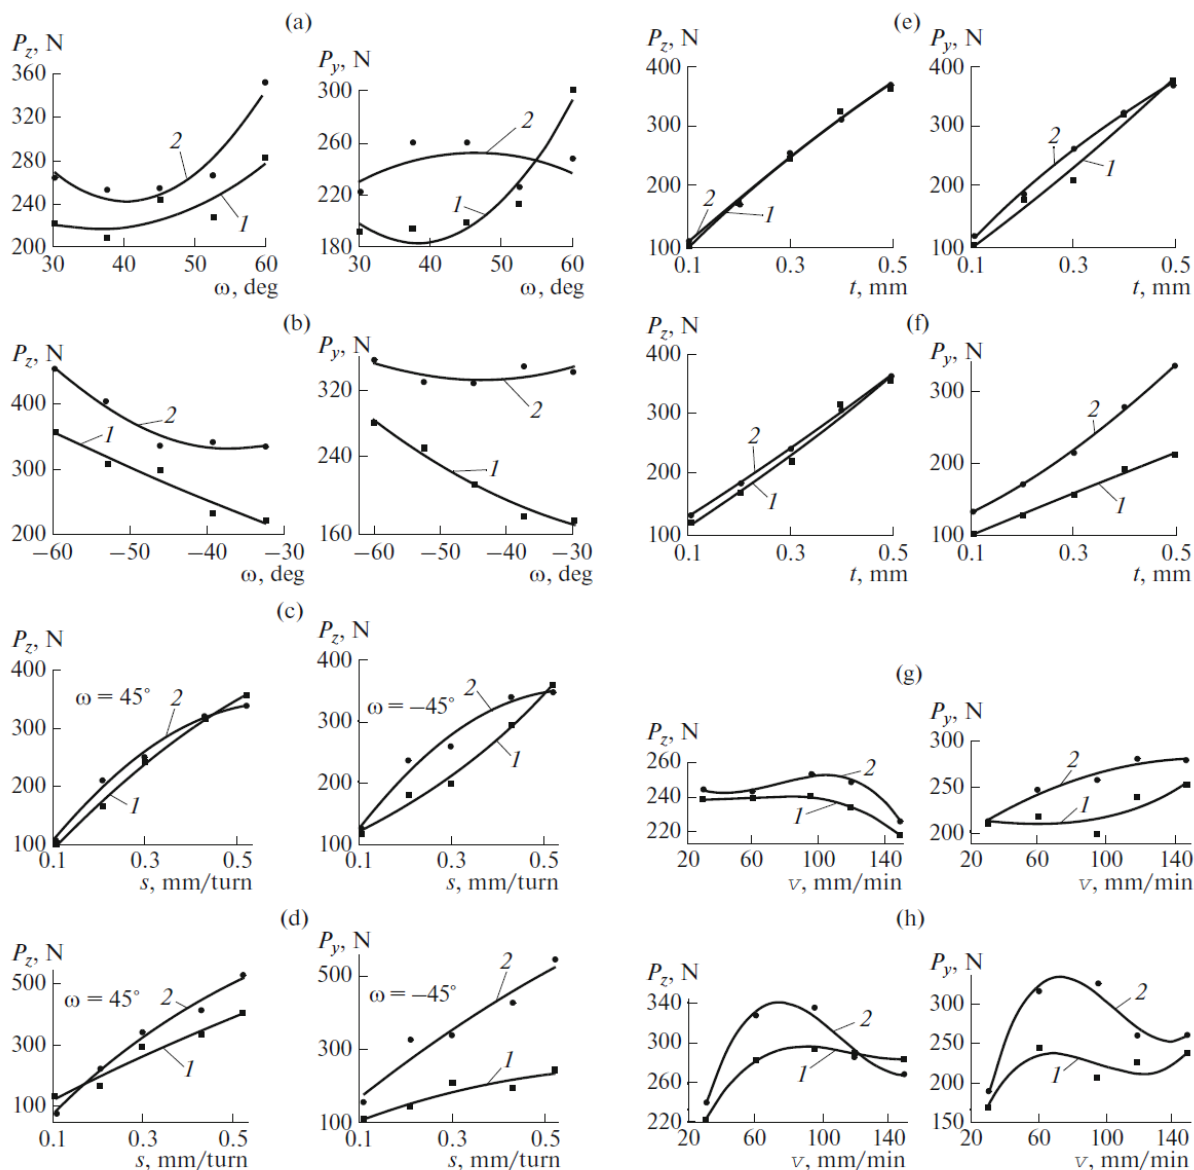 (a)
P_z, N
360
320
280
240
200
30 40 50 60
ω, deg
2
1
P_y, N
300
260
220
180
30 40 50 60
ω, deg
2
1
(b)
P_z, N
400
300
200
−60 −50 −40 −30
ω, deg
1
2
P_y, N
320
240
160
−60 −50 −40 −30
ω, deg
2
1
(c)
P_z, N
400
300
200
100
0.1 0.3 0.5
s, mm/turn
ω = 45°
2
1
P_z, N
400
300
200
100
0.1 0.3 0.5
s, mm/turn
ω = −45°
2
1
(d)
P_z, N
500
300
100
0.1 0.3 0.5
s, mm/turn
ω = 45°
2
1
P_y, N
500
300
100
0.1 0.3 0.5
s, mm/turn
ω = −45°
2
1
(e)
P_z, N
400
300
200
100
0.1 0.3 0.5
t, mm
2
1
P_y, N
400
300
200
100
0.1 0.3 0.5
t, mm
2
1
(f)
P_z, N
400
300
200
100
0.1 0.3 0.5
t, mm
2
1
P_y, N
300
200
100
0.1 0.3 0.5
t, mm
2
1
(g)
P_z, N
260
240
220
20 60 100 140
v, mm/min
2
1
P_y, N
300
250
200
20 60 100 140
v, mm/min
2
1
(h)
P_z, N
340
300
260
220
20 60 100 140
v, mm/min
2
1
P_y, N
350
300
250
200
150
20 60 100 140
v, mm/min
2
1